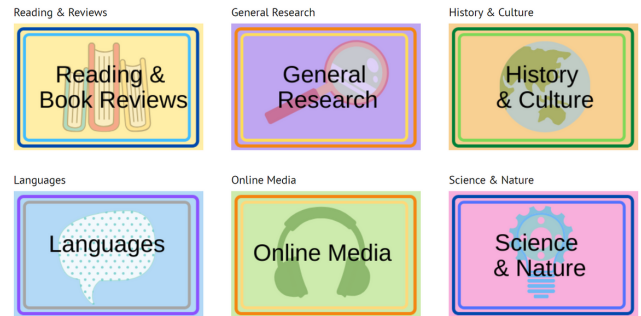 Reading & Reviews
General Research
History & Culture
Reading &
Book Reviews
General
Research
History
& Culture
Languages
Online Media
Science & Nature
Languages
Online Media
Science
& Nature